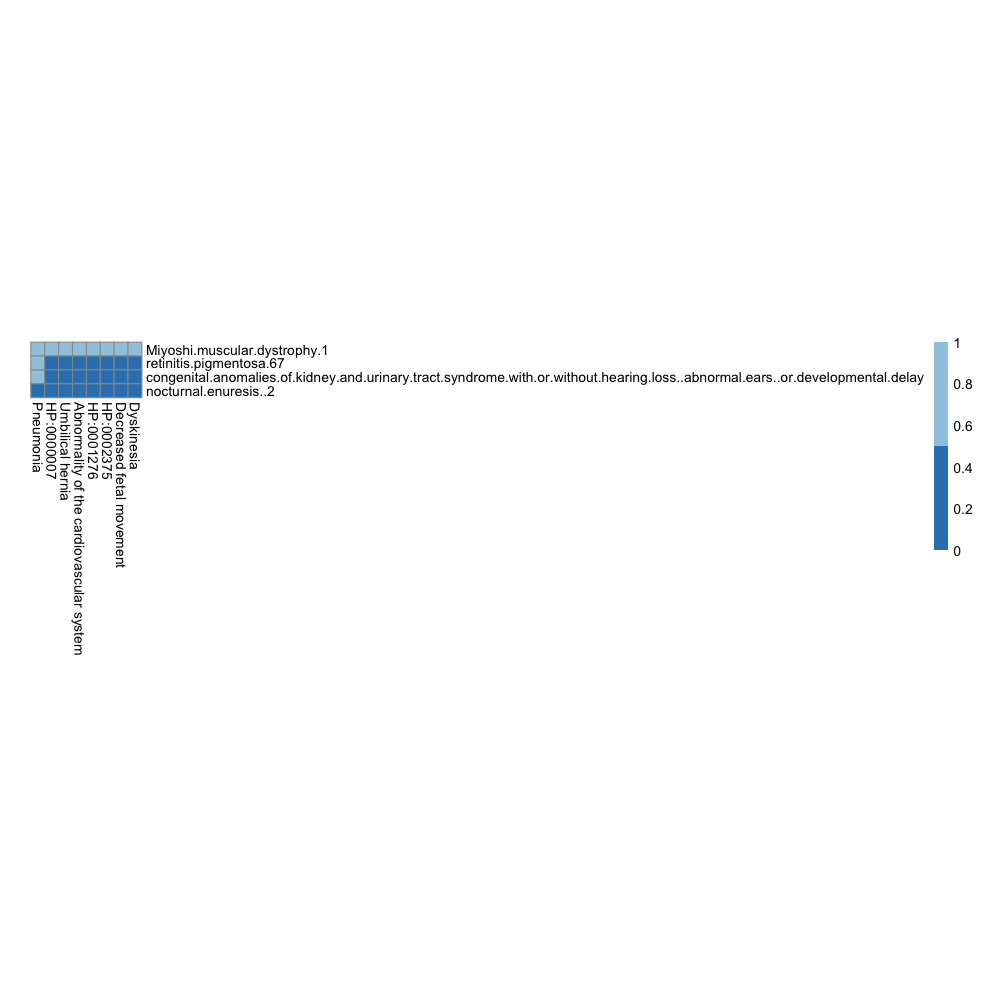 Miyoshi.muscular.dystrophy.1
retinitis.pigmentosa.67
congenital.anomalies.of.kidney.and.urinary.tract.syndrome.with.or.without.hearing.loss..abnormal.ears..or.developmental.delay
nocturnal.enuresis..2
Pneumonia
HP:0000007
Umbilical hernia
Abnormality of the cardiovascular system
HP:0001276
HP:0002375
Decreased fetal movement
Dyskinesia
1
0.8
0.6
0.4
0.2
0